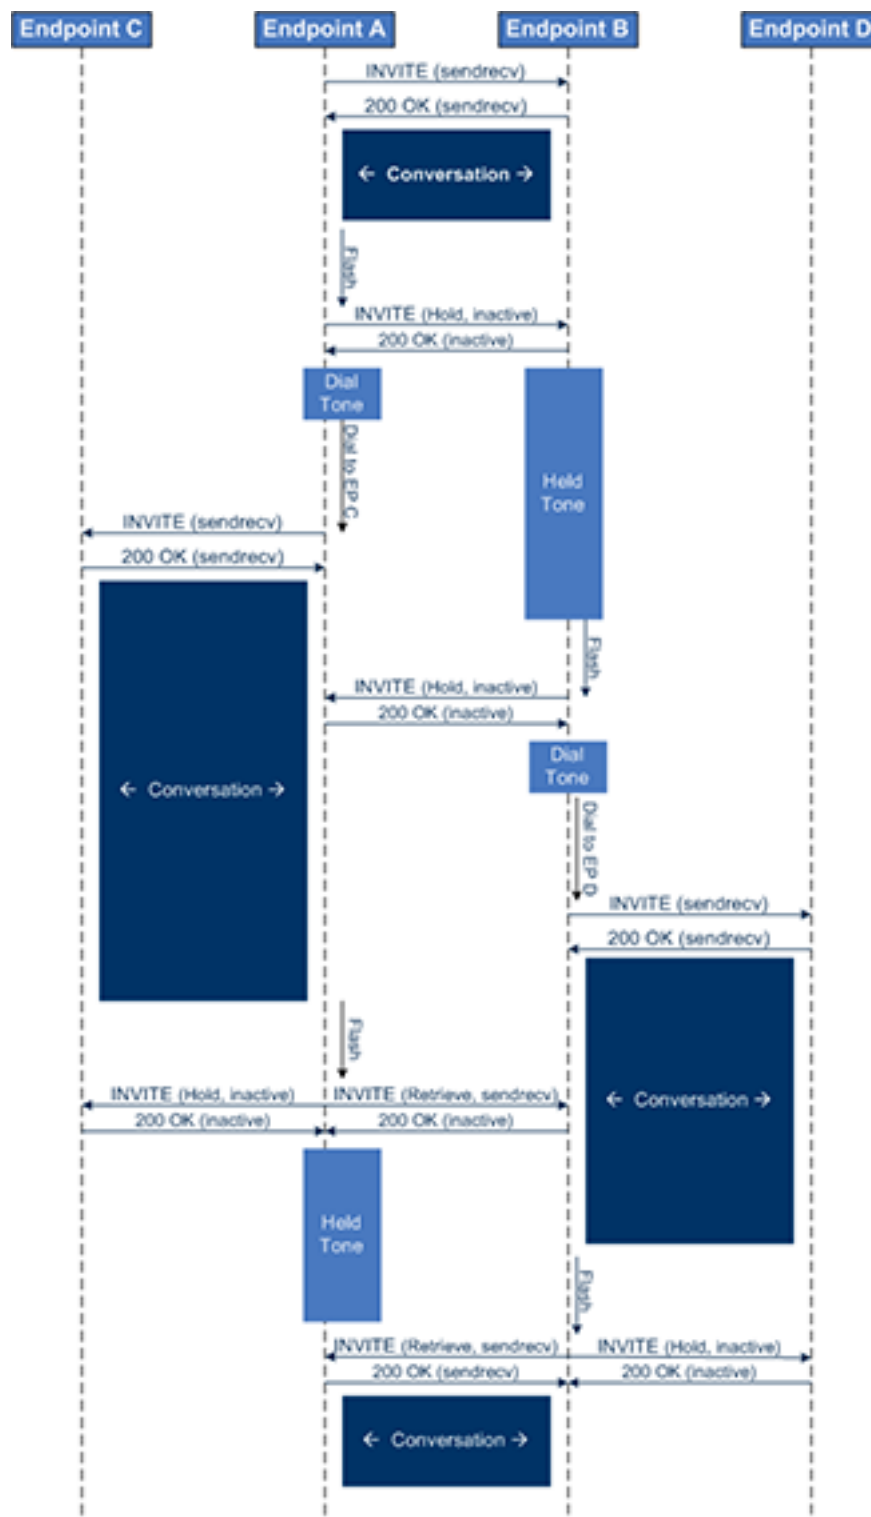 Endpoint C
Endpoint A
Endpoint B
Endpoint D
INVITE (sendrecv)
200 OK (sendrecv)
← Conversation →
Flash
INVITE (Hold, inactive)
200 OK (inactive)
Dial
Tone
Held
Tone
Dial to EP C
INVITE (sendrecv)
200 OK (sendrecv)
Flash
INVITE (Hold, inactive)
200 OK (inactive)
Dial
Tone
← Conversation →
Dial to EP D
INVITE (sendrecv)
200 OK (sendrecv)
Flash
INVITE (Hold, inactive)
INVITE (Retrieve, sendrecv)
← Conversation →
200 OK (inactive)
200 OK (inactive)
Held
Tone
Flash
INVITE (Retrieve, sendrecv)
INVITE (Hold, inactive)
200 OK (sendrecv)
200 OK (inactive)
← Conversation →